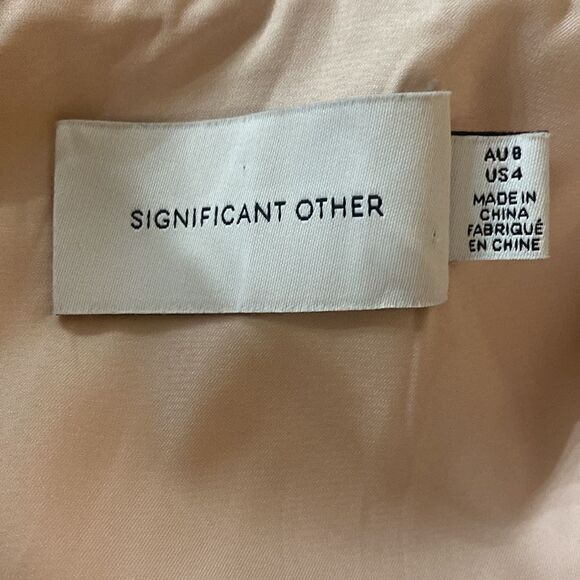 SIGNIFICANT OTHER
AU 8
US 4
MADE IN
CHINA
FABRIQUÉ
EN CHINE